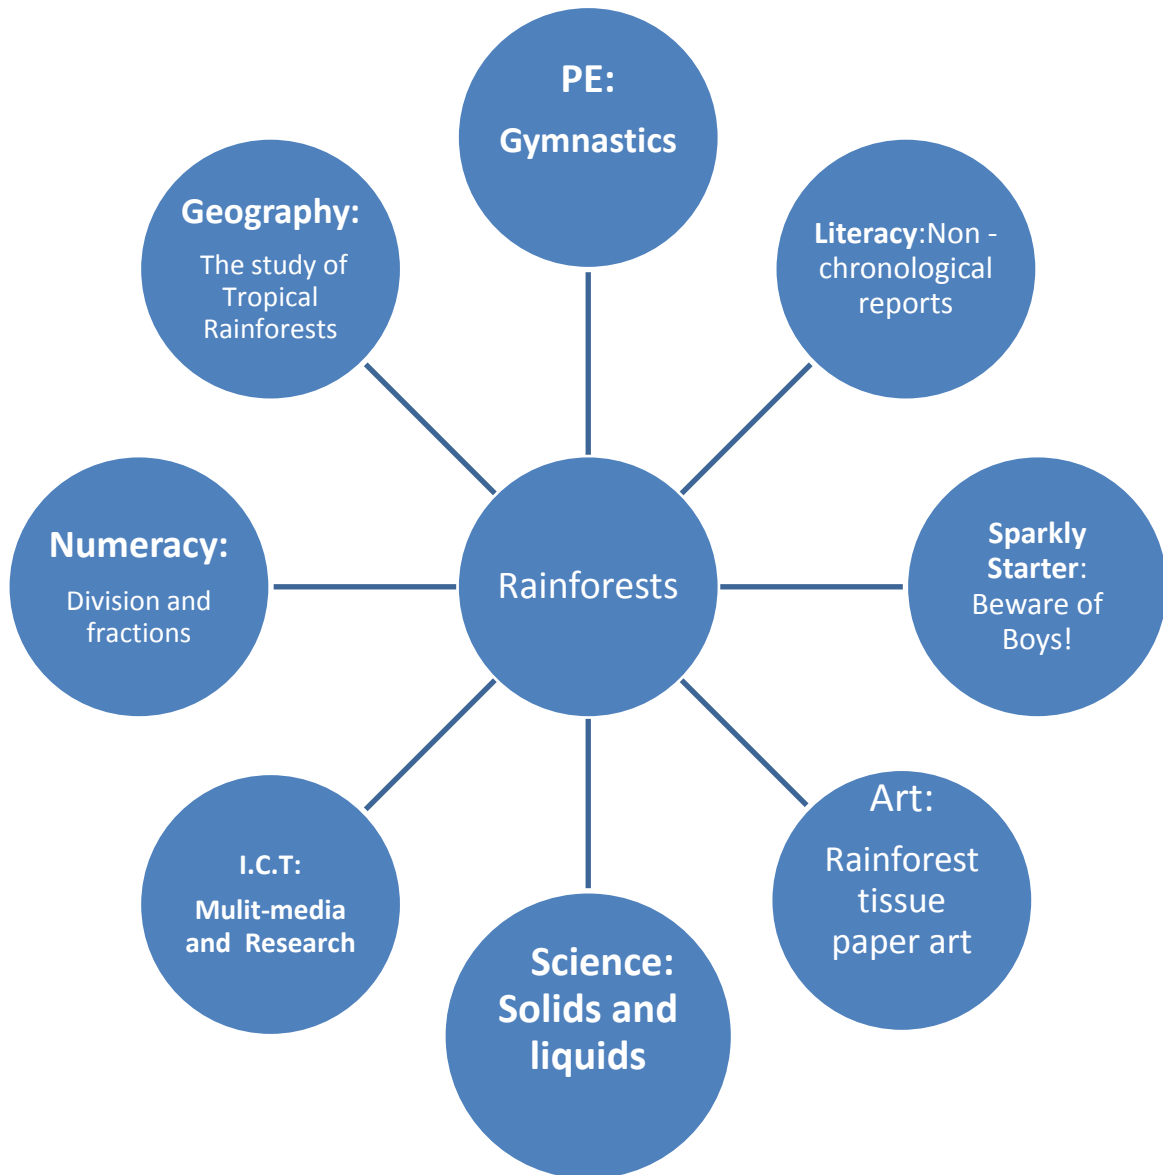 PE:
Gymnastics
Literacy:Non -
chronological
reports
Sparkly
Starter:
Beware of
Boys!
Art:
Rainforest
tissue
paper art
Science:
Solids and
liquids
I.C.T:
Mulit-media
and Research
Numeracy:
Division and
fractions
Geography:
The study of
Tropical
Rainforests
Rainforests